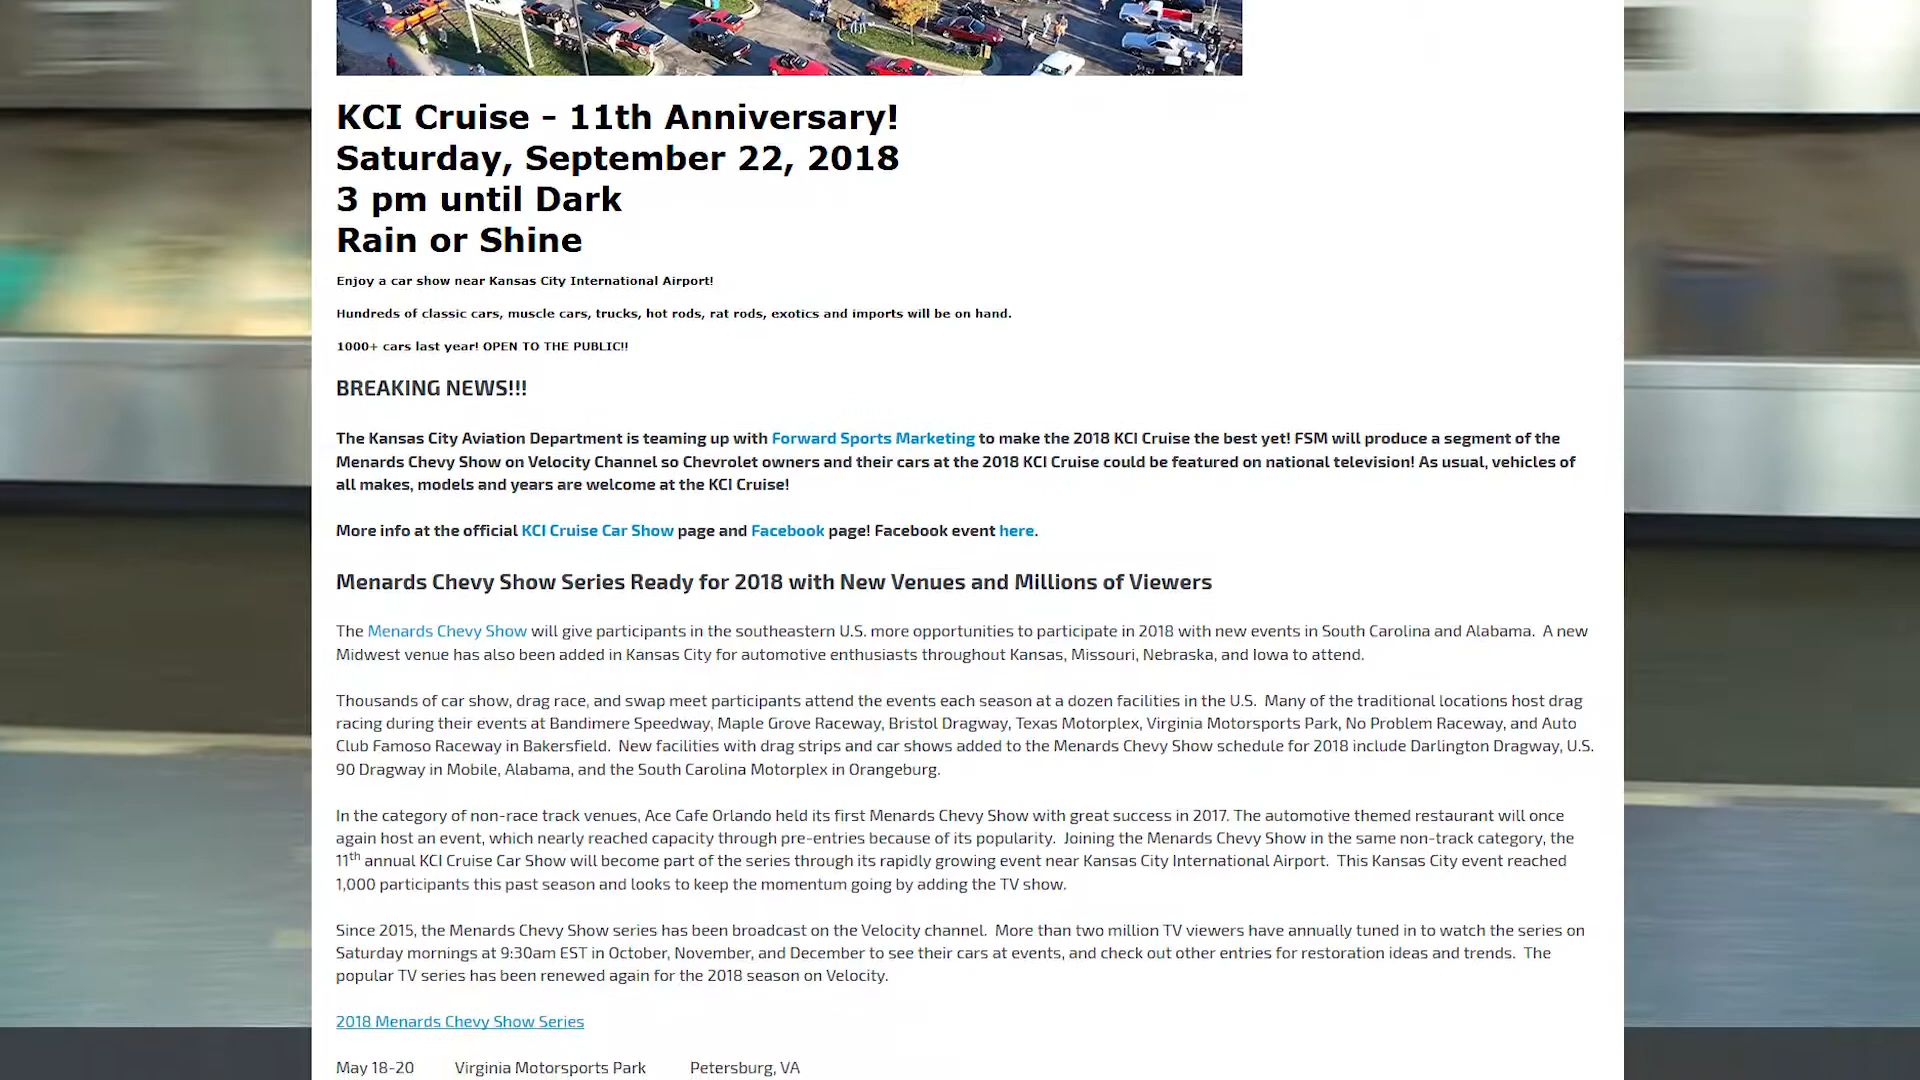 KCI Cruise - 11th Anniversary!
Saturday, September 22, 2018
3 pm until Dark
Rain or Shine
Enjoy a car show near Kansas City International Airport!
Hundreds of classic cars, muscle cars, trucks, hot rods, rat rods, exotics and imports will be on hand.
1000+ cars last year! OPEN TO THE PUBLIC!!
BREAKING NEWS!!!
The Kansas City Aviation Department is teaming up with Forward Sports Marketing to make the 2018 KCI Cruise the best yet! FSM will produce a segment of the
Menards Chevy Show on Velocity Channel so Chevrolet owners and their cars at the 2018 KCI Cruise could be featured on national television! As usual, vehicles of
all makes, models and years are welcome at the KCI Cruise!
More info at the official KCI Cruise Car Show page and Facebook page! Facebook event here.
Menards Chevy Show Series Ready for 2018 with New Venues and Millions of Viewers
The Menards Chevy Show will give participants in the southeastern U.S. more opportunities to participate in 2018 with new events in South Carolina and Alabama.  A new
Midwest venue has also been added in Kansas City for automotive enthusiasts throughout Kansas, Missouri, Nebraska, and Iowa to attend.
Thousands of car show, drag race, and swap meet participants attend the events each season at a dozen facilities in the U.S.  Many of the traditional locations host drag
racing during their events at Bandimere Speedway, Maple Grove Raceway, Bristol Dragway, Texas Motorplex, Virginia Motorsports Park, No Problem Raceway, and Auto
Club Famoso Raceway in Bakersfield.  New facilities with drag strips and car shows added to the Menards Chevy Show schedule for 2018 include Darlington Dragway, U.S.
90 Dragway in Mobile, Alabama, and the South Carolina Motorplex in Orangeburg.
In the category of non-race track venues, Ace Cafe Orlando held its first Menards Chevy Show with great success in 2017. The automotive themed restaurant will once
again host an event, which nearly reached capacity through pre-entries because of its popularity.  Joining the Menards Chevy Show in the same non-track category, the
11th annual KCI Cruise Car Show will become part of the series through its rapidly growing event near Kansas City International Airport.  This Kansas City event reached
1,000 participants this past season and looks to keep the momentum going by adding the TV show.
Since 2015, the Menards Chevy Show series has been broadcast on the Velocity channel.  More than two million TV viewers have annually tuned in to watch the series on
Saturday mornings at 9:30am EST in October, November, and December to see their cars at events, and check out other entries for restoration ideas and trends.  The
popular TV series has been renewed again for the 2018 season on Velocity.
2018 Menards Chevy Show Series
May 18-20 Virginia Motorsports Park Petersburg, VA